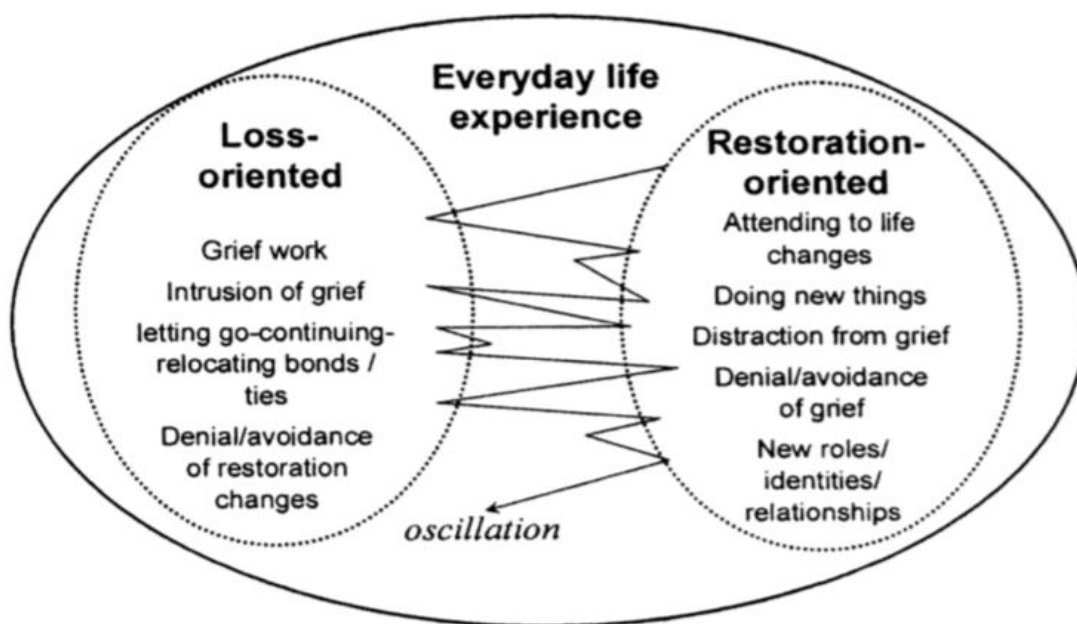 Everyday life
experience
Loss-
oriented
Grief work
Intrusion of grief
letting go-continuing-
relocating bonds /
ties
Denial/avoidance
of restoration
changes
Restoration-
oriented
Attending to life
changes
Doing new things
Distraction from grief
Denial/avoidance
of grief
New roles/
identities/
relationships
oscillation